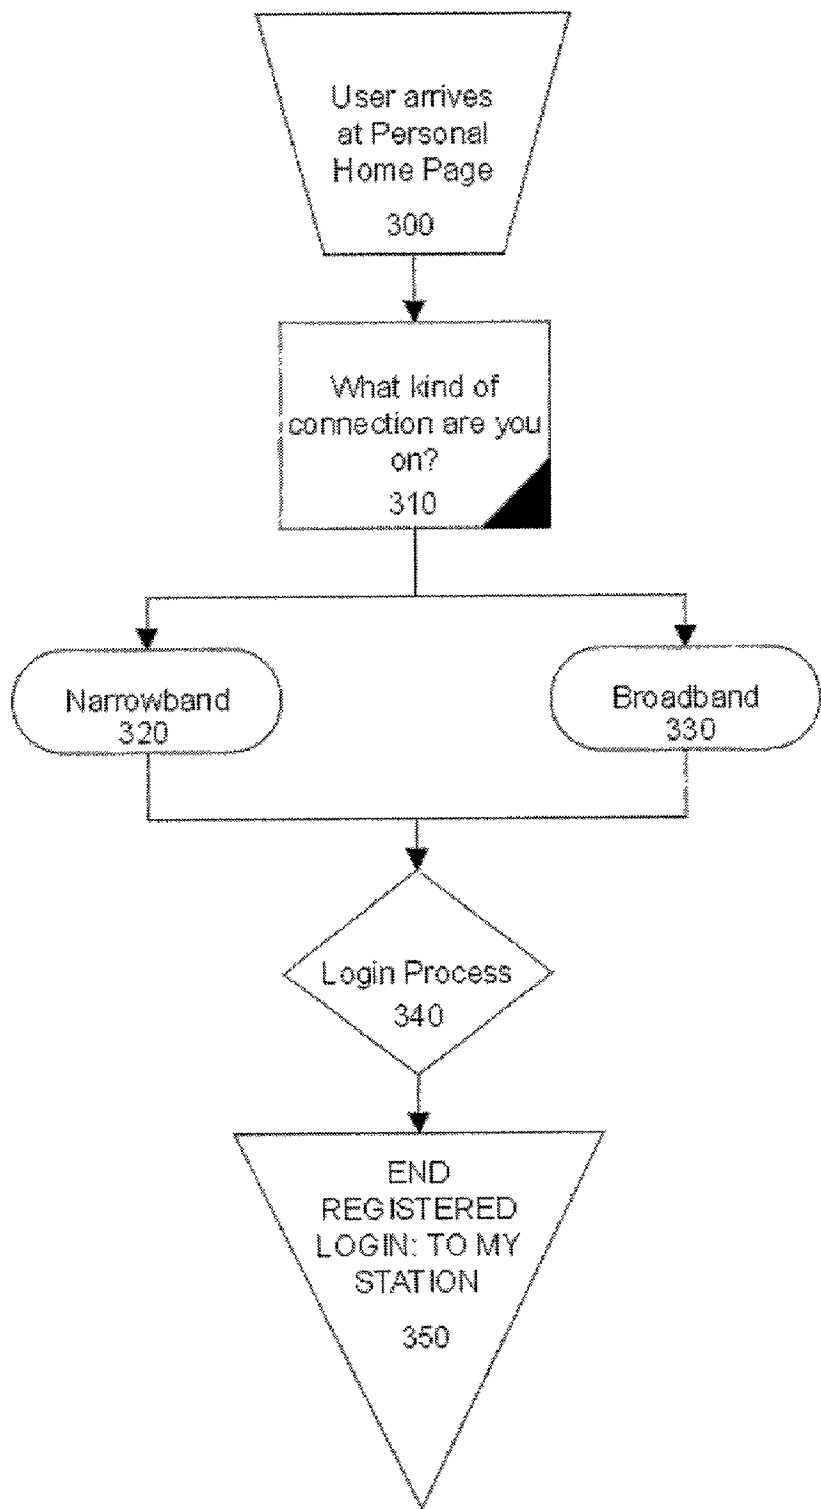 User arrives
at Personal
Home Page
300
What kind of
connection are you
on?
310
Narrowband
320
Broadband
330
Login Process
340
END
REGISTERED
LOGIN: TO MY
STATION
350